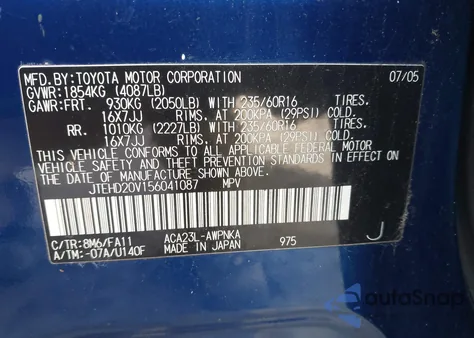 MFD.BY:TOYOTA MOTOR CORPORATION 07/05
GVWR:1854KG (4087LB)
GAWR:FRT. 930KG (2050LB) WITH 235/60R16 TIRES.
16X7JJ RIMS. AT 200KPA (29PSI) COLD.
RR. 1010KG (2227LB) WITH 235/60R16 TIRES.
16X7JJ RIMS. AT 200KPA (29PSI) COLD.
THIS VEHICLE CONFORMS TO ALL APPLICABLE FEDERAL MOTOR
VEHICLE SAFETY AND THEFT PREVENTION STANDARDS IN EFFECT ON
THE DATE OF MANUFACTURE SHOWN ABOVE.
JTEHD20V156041087 MPV
C/TR:8M6/FA11 ACA23L-AWPNKA
A/TM:-07A/U140F MADE IN JAPAN 975 J
autoSnap